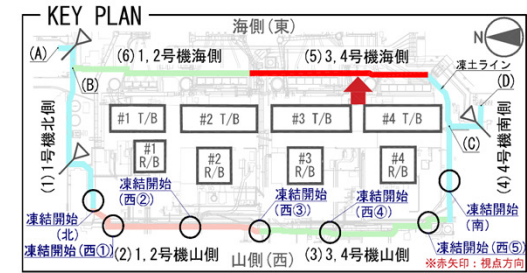 KEY PLAN
海側(東)
N
(A)
(6)1,2号機海側
(5)3,4号機海側
凍土ライン
(B)
(D)
#1 T/B
#2 T/B
#3 T/B
#4 T/B
(C)
(1)1号機北側
(4)4号機南側
#1
R/B
#2
R/B
#3
R/B
#4
R/B
凍結開始
(西②)
凍結開始
(西③)
凍結開始
(西④)
凍結開始
(南)
凍結開始
(北)
凍結開始(西①)
(2)1,2号機山側
(3)3,4号機山側
凍結開始(西⑤)
山側(西)
※赤矢印:視点方向